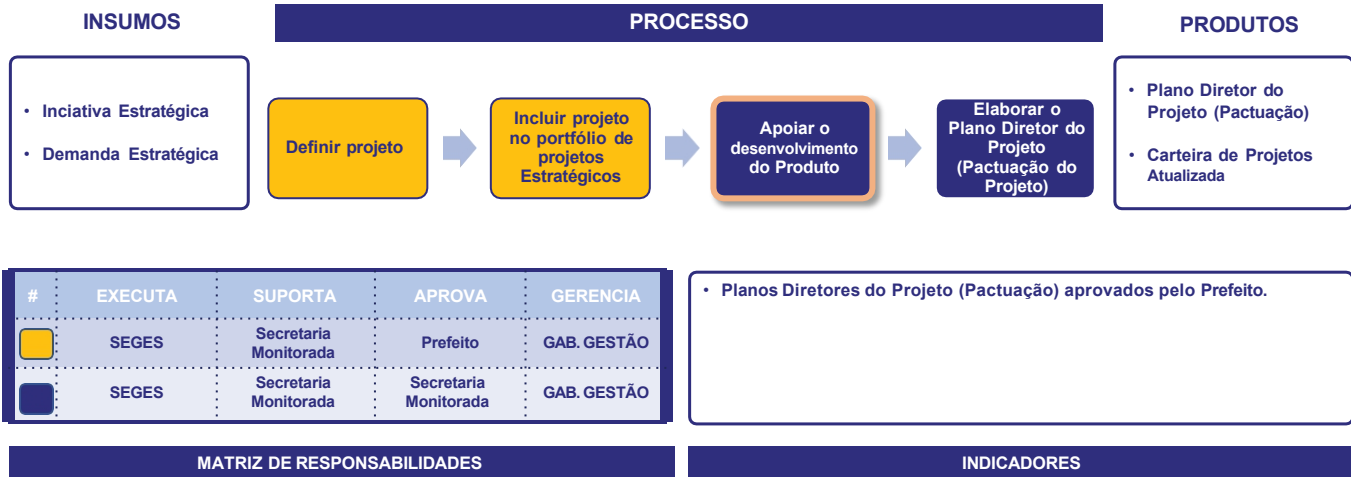 INSUMOS
PROCESSO
PRODUTOS
• Inciativa Estratégica
• Demanda Estratégica
Definir projeto
Incluir projeto
no portfólio de
projetos
Estratégicos
Apoiar o
desenvolvimento
do Produto
Elaborar o
Plano Diretor do
Projeto
(Pactuação do
Projeto)
• Plano Diretor do
Projeto (Pactuação)
• Carteira de Projetos
Atualizada
# EXECUTA SUPORTA APROVA GERENCIA
SEGES
Secretaria
Monitorada
Prefeito
GAB. GESTÃO
SEGES
Secretaria
Monitorada
Secretaria
Monitorada
GAB. GESTÃO
• Planos Diretores do Projeto (Pactuação) aprovados pelo Prefeito.
MATRIZ DE RESPONSABILIDADES
INDICADORES